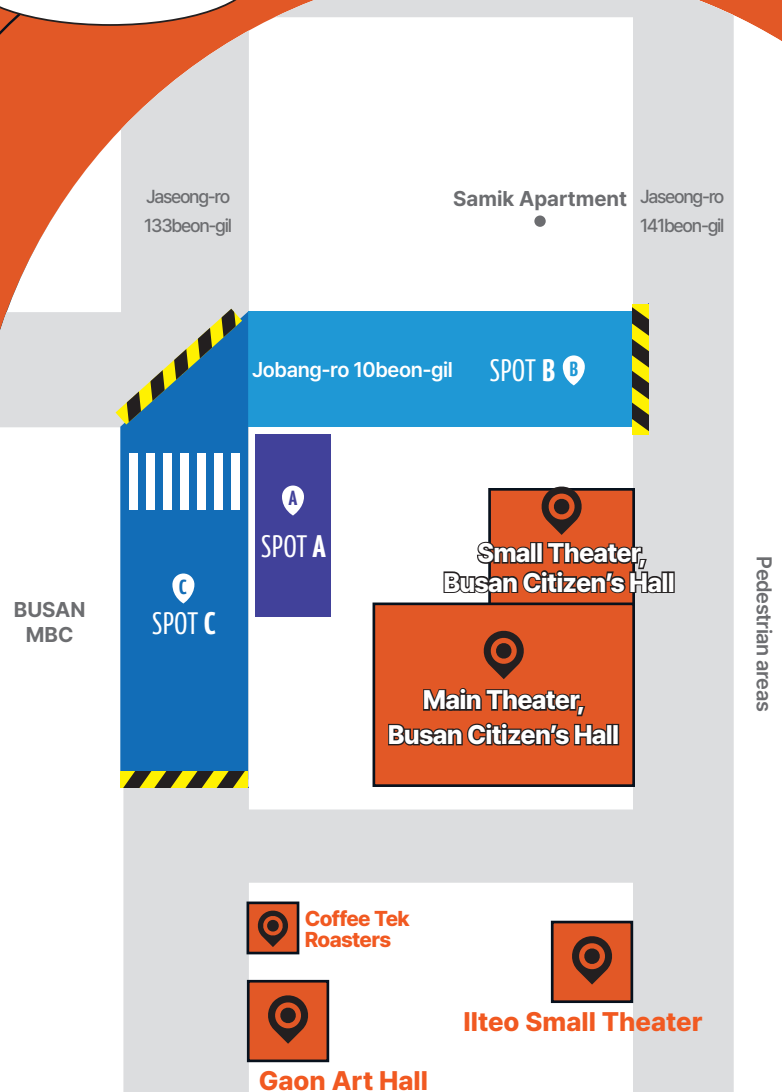 Jaseong-ro
133beon-gil
Samik Apartment
Jaseong-ro
141beon-gil
Jobang-ro 10beon-gil
SPOT B B
A
SPOT A
C
SPOT C
BUSAN
MBC
Small Theater,
Busan Citizen's Hall
Main Theater,
Busan Citizen's Hall
Pedestrian areas
Coffee Tek
Roasters
Ilteo Small Theater
Gaon Art Hall